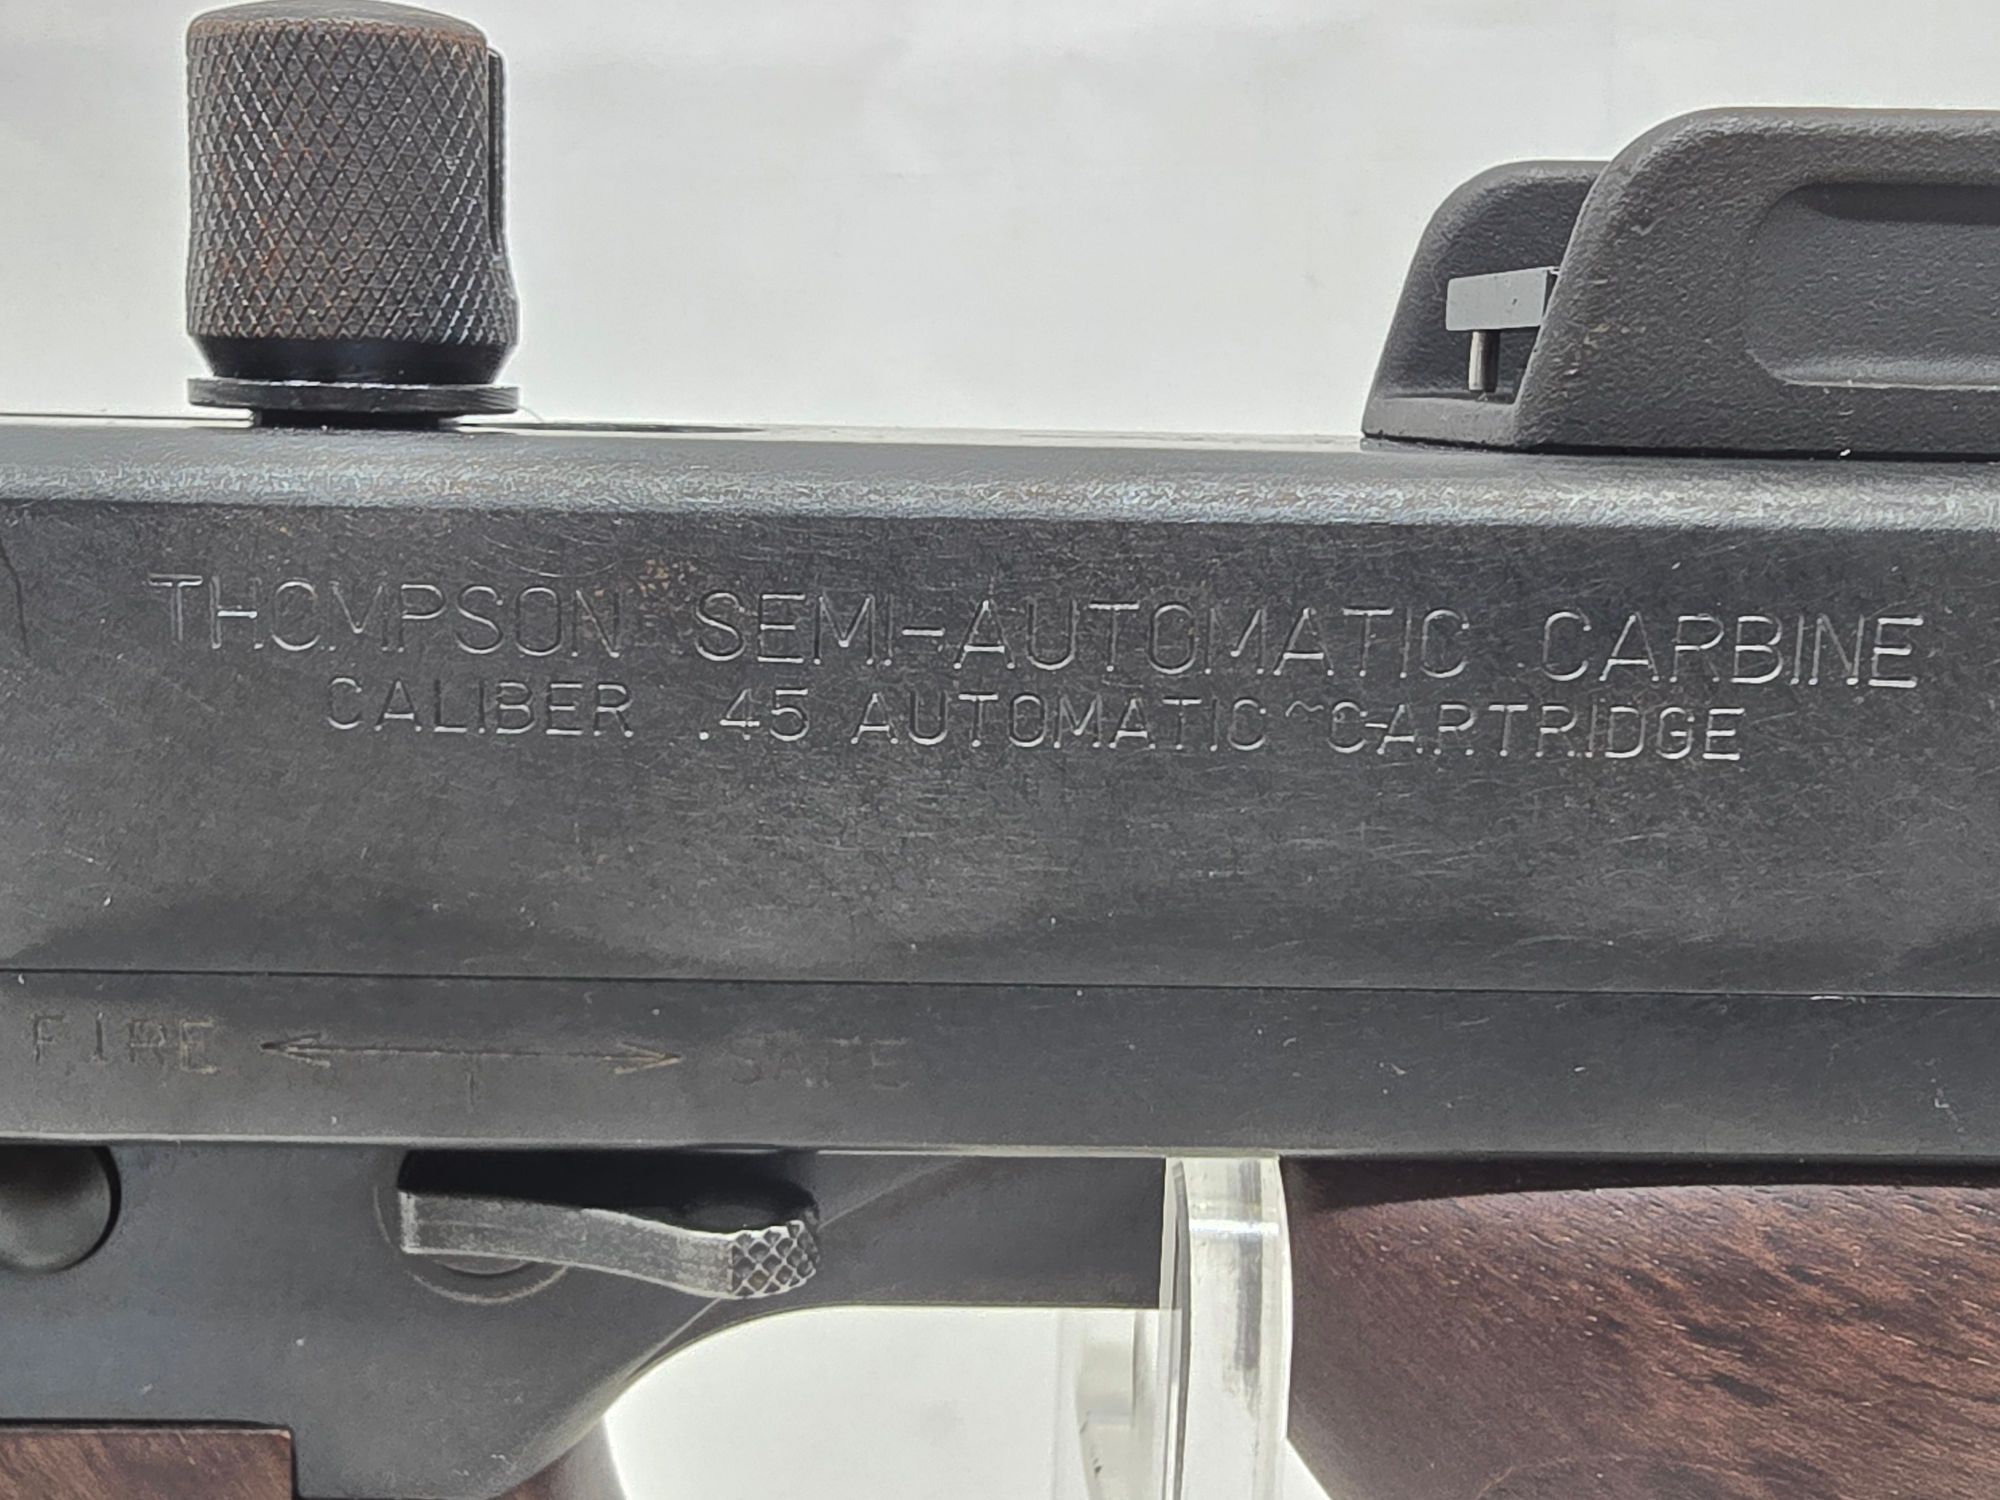 THOMPSON SEMI-AUTOMATIC CARBINE
CALIBER .45 AUTOMATIC CARTRIDGE
FIRE SAFE